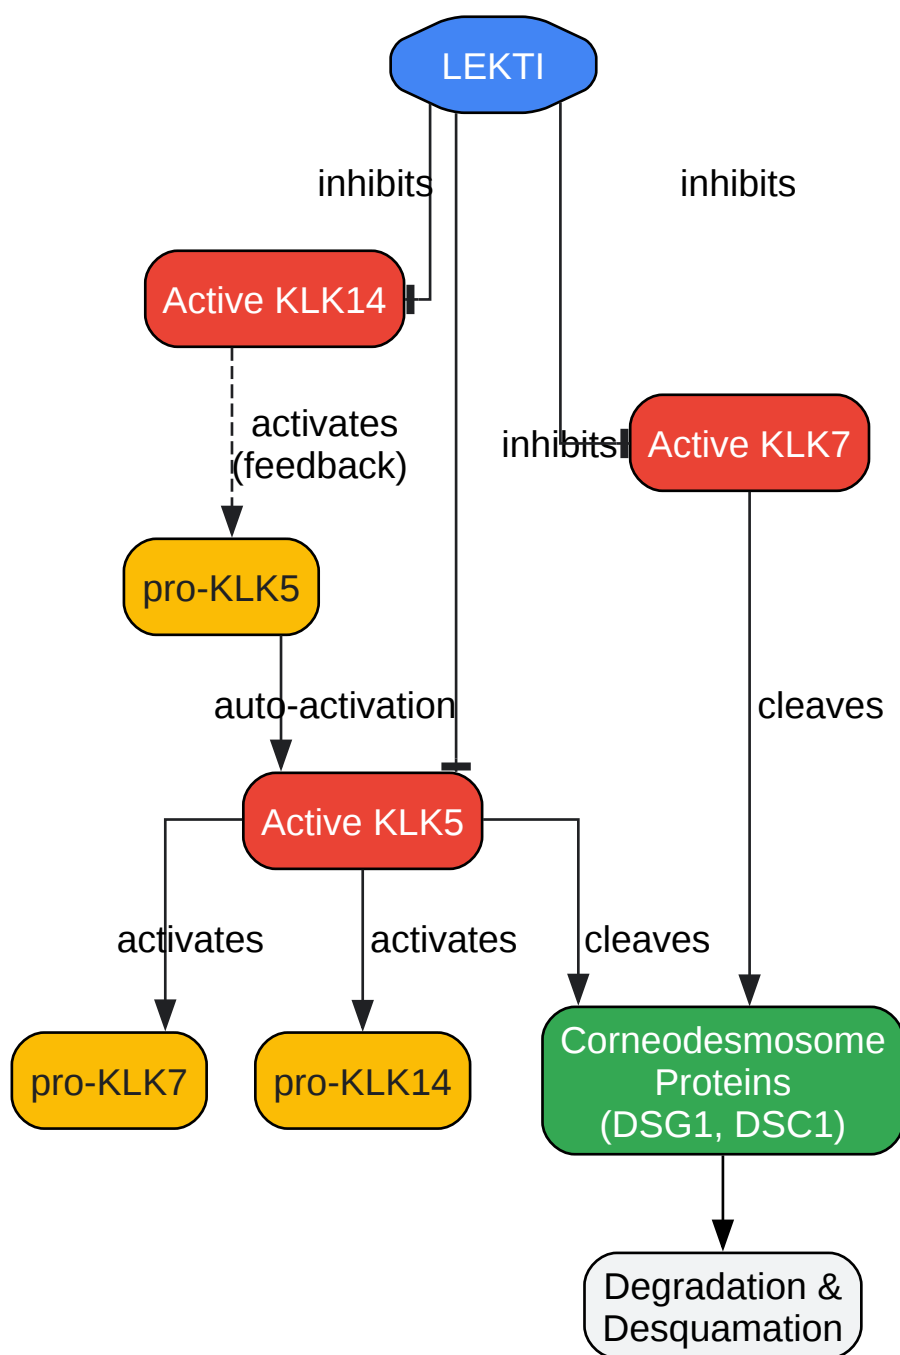 LEKTI
inhibits
inhibits
Active KLK14
activates
(feedback)
inhibits
Active KLK7
pro-KLK5
auto-activation
cleaves
Active KLK5
activates
activates
cleaves
pro-KLK7
pro-KLK14
Corneodesmosome
Proteins
(DSG1, DSC1)
Degradation &
Desquamation